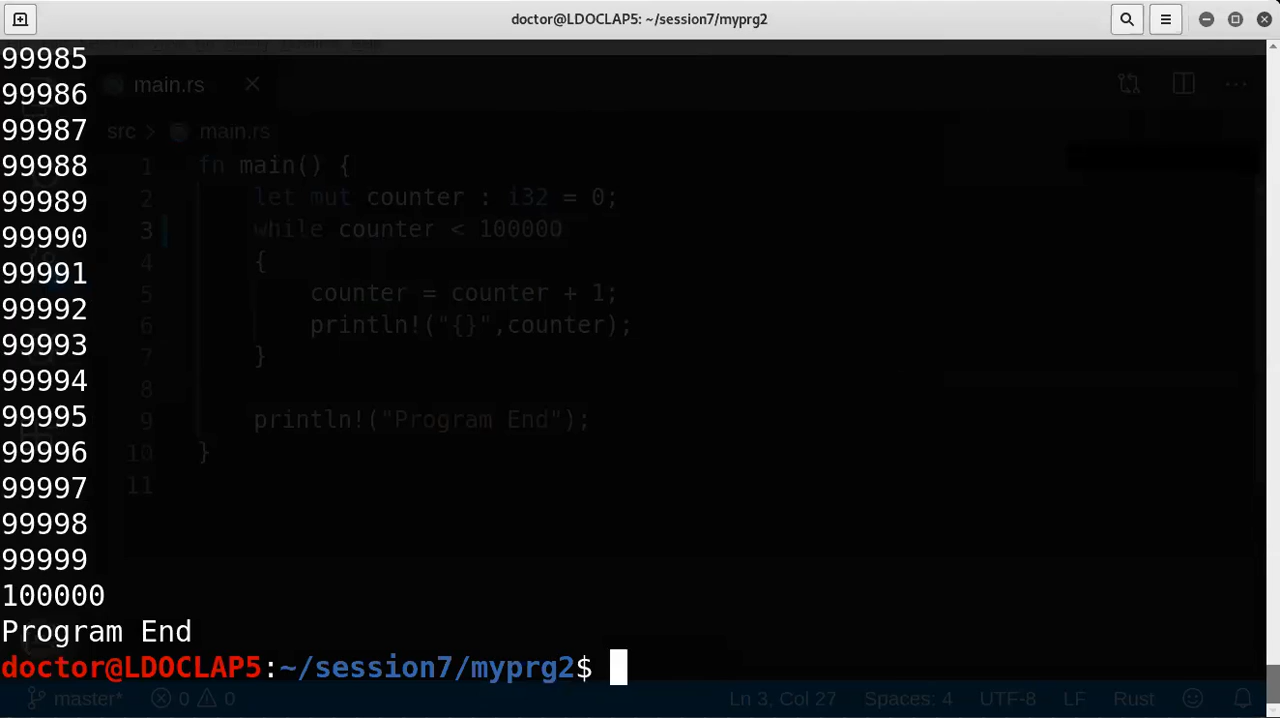 doctor@LDOCLAP5: ~/session7/myprg2
99985
99986
99987
99988
99989
99990
99991
99992
99993
99994
99995
99996
99997
99998
99999
100000
Program End
doctor@LDOCLAP5:~/session7/myprg2$
main.rs
src > main.rs
1 fn main() {
2 let mut counter : i32 = 0;
3 while counter < 100000
4 {
5 counter = counter + 1;
6 println!("{}",counter);
7 }
8
9 println!("Program End");
10 }
11
master* 0 0 Ln 3, Col 27 Spaces: 4 UTF-8 LF Rust